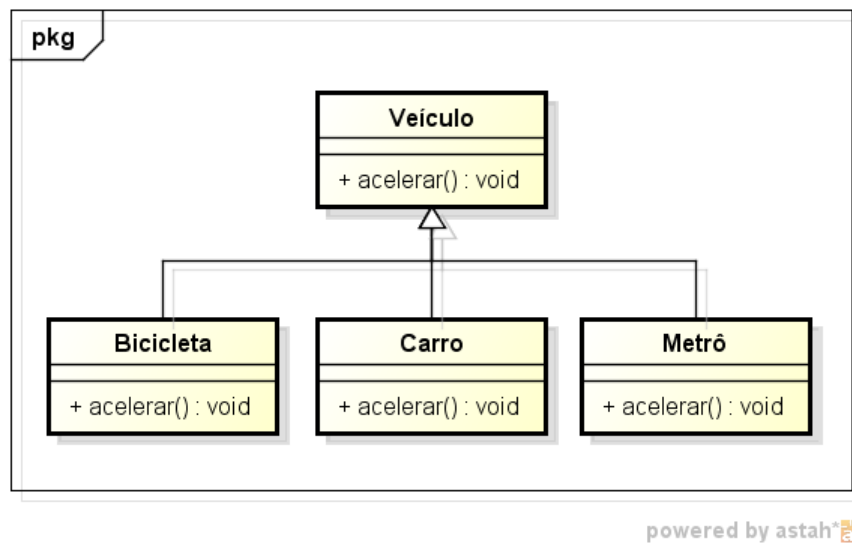 pkg
Veículo
+ acelerar() : void
Bicicleta
+ acelerar() : void
Carro
+ acelerar() : void
Metrô
+ acelerar() : void
powered by astah*